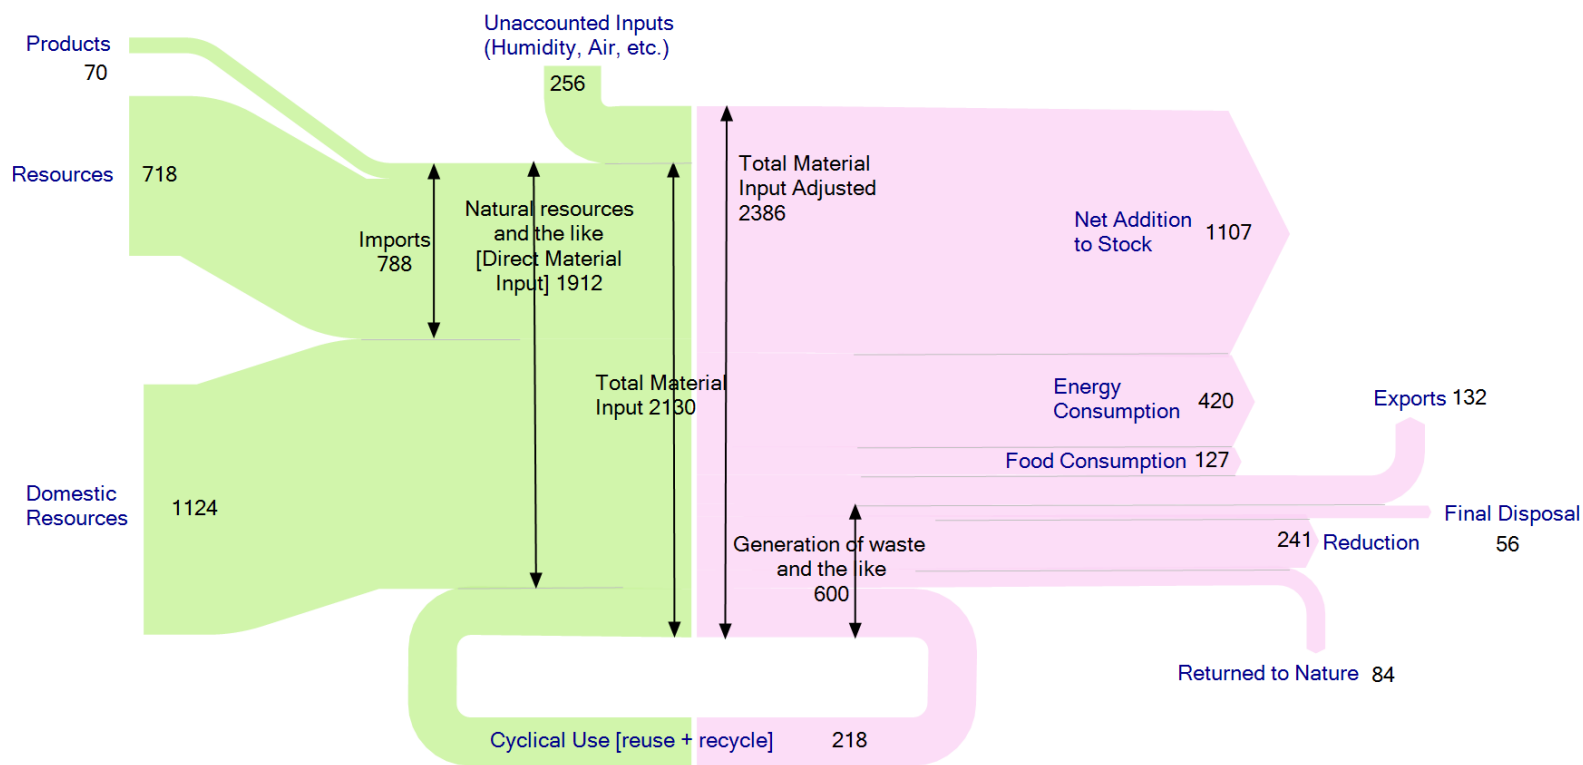 Unaccounted Inputs
(Humidity, Air, etc.)
256
Products
70
Resources
718
Imports
788
Natural resources
and the like
[Direct Material
Input] 1912
Total Material
Input Adjusted
2386
Net Addition
to Stock
1107
Total Material
Input 2130
Energy
Consumption
420
Exports 132
Food Consumption 127
Domestic
Resources
1124
Final Disposal
56
Generation of waste
and the like
600
241 Reduction
Returned to Nature 84
Cyclical Use [reuse + recycle]
218